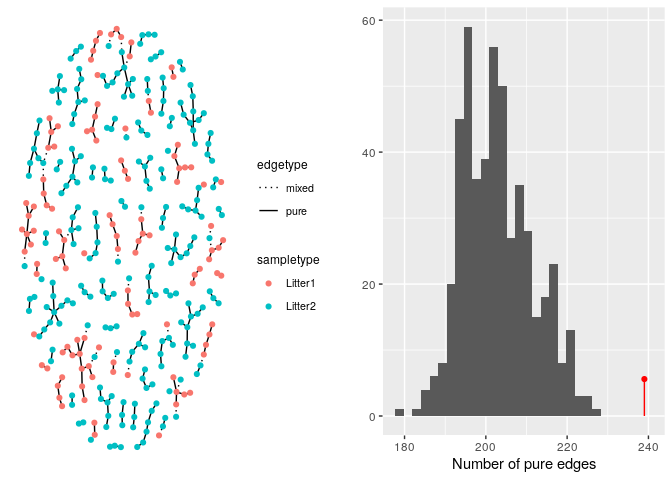 edgetype
mixed
pure
sampletype
Litter1
Litter2
60
40
20
0
180 200 220 240
Number of pure edges